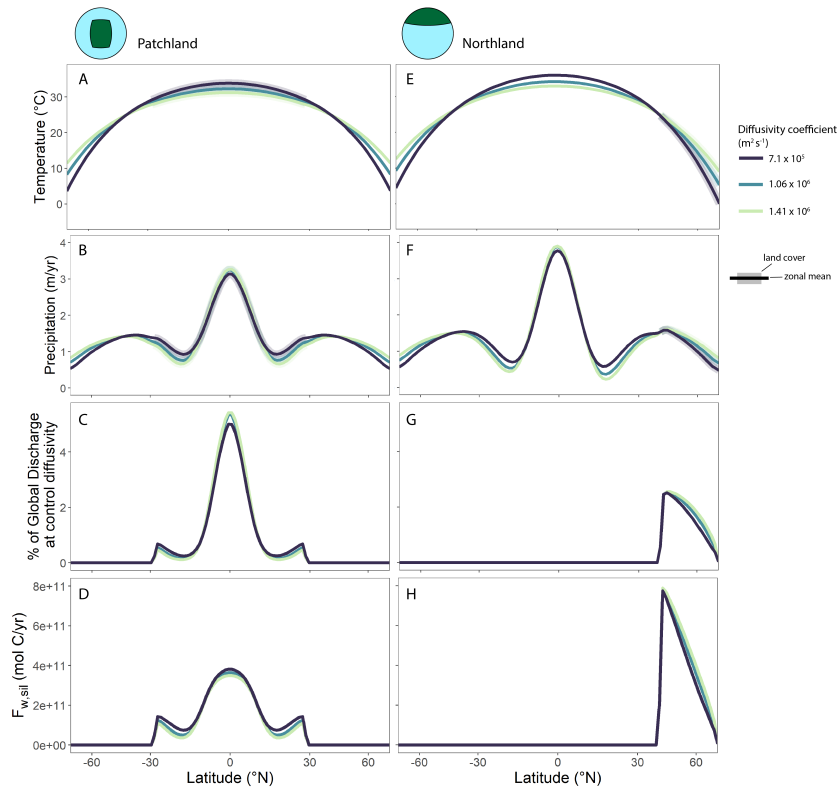 Patchland
Northland
A
E
Temperature (°C)
30
20
10
0
Diffusivity coefficient
(m² s⁻¹)
7.1 x 10⁵
1.06 x 10⁶
1.41 x 10⁶
B
F
Precipitation (m/yr)
4
3
2
1
0
land cover
zonal mean
C
G
% of Global Discharge
at control diffusivity
4
2
0
D
H
F w,sil (mol C/yr)
8e+11
6e+11
4e+11
2e+11
0e+00
-60 -30 0 30 60
-60 -30 0 30 60
Latitude (°N)
Latitude (°N)